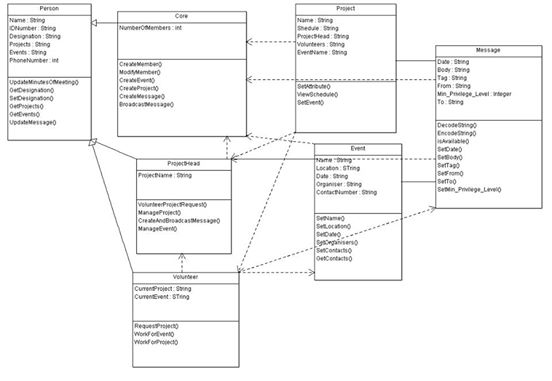 Person
Name : String
IDNumber : String
Designation : String
Projects : String
Events : String
PhoneNumber : int
UpdateMinutesOfMeeting()
GetDesignation()
SetDesignation()
GetProjects()
GetEvents()
UpdateMessage()
Core
NumberOfMembers : int
CreateMember()
ModifyMember()
CreateEvent()
CreateProject()
CreateMessage()
BroadcastMessage()
Project
Name : String
Shedule : String
ProjectHead : String
Volunteers : String
EventName : String
SetAttribute()
ViewSchedule()
SetEvent()
Message
Date : String
Body : String
Tag : String
From : String
Min_Privilege_Level : Integer
To : String
DecodeString()
EncodeString()
isAvailable()
SetDate()
SetBody()
SetTag()
SetFrom()
SetTo()
SetMin_Privilege_Level()
ProjectHead
ProjectName : String
VolunteerProjectRequest()
ManageProject()
CreateAndBroadcastMessage()
ManageEvent()
Event
Name : String
Location : STring
Date : String
Organiser : String
ContactNumber : String
SetName()
SetLocation()
SetDate()
SetOrganisers()
SetContacts()
GetContacts()
Volunteer
CurrentProject : String
CurrentEvent : STring
RequestProject()
WorkForEvent()
WorkForProject()